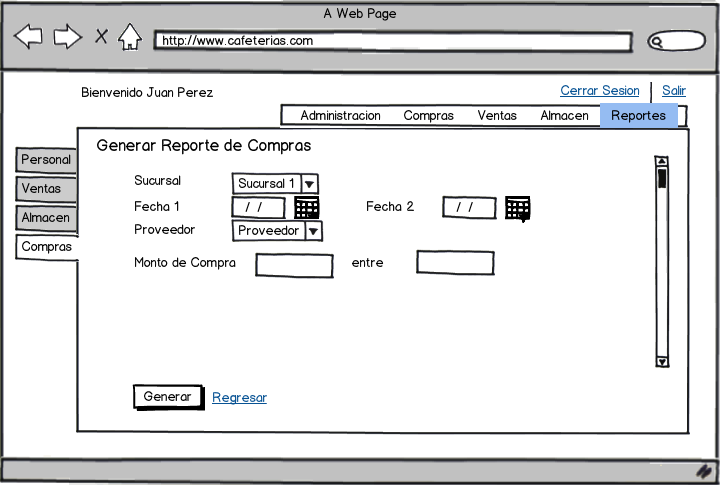 A Web Page
http://www.cafeterias.com
Bienvenido Juan Perez
Cerrar Sesion Salir
Administracion Compras Ventas Almacen Reportes
Generar Reporte de Compras
Personal
Ventas
Almacen
Compras
Sucursal Sucursal 1
Fecha 1 / / Fecha 2 / /
Proveedor Proveedor
Monto de Compra entre
Generar Regresar